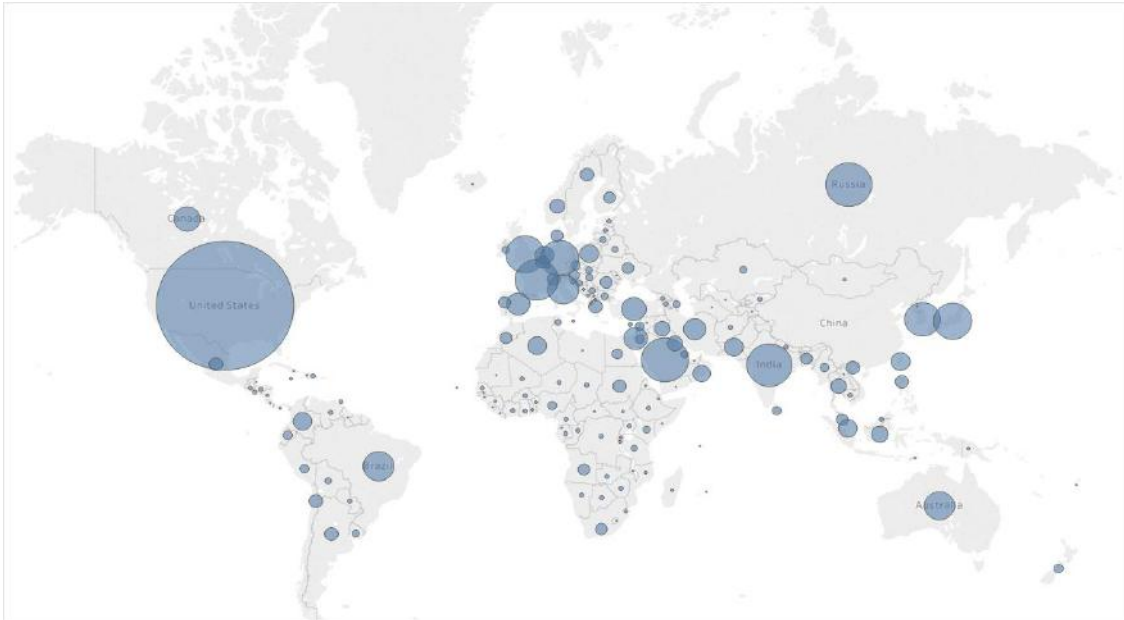 Russia
Canada
United States
China
India
Brazil
Australia